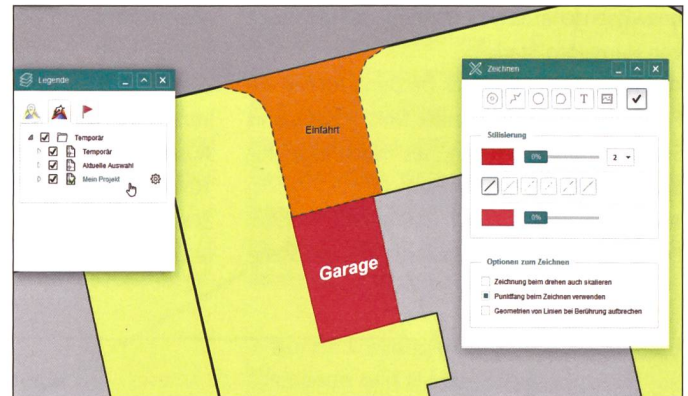 Legende
Temporär
Temporär
Aktuelle Auswahl
Mein Projekt
Einfahrt
Garage
Zeichnen
T
Stilisierung
0%
2
0%
Optionen zum Zeichnen
Zeichnung beim drehen auch skalieren
Punktfang beim Zeichnen verwenden
Geometrien von Linien bei Berührung aufbrechen